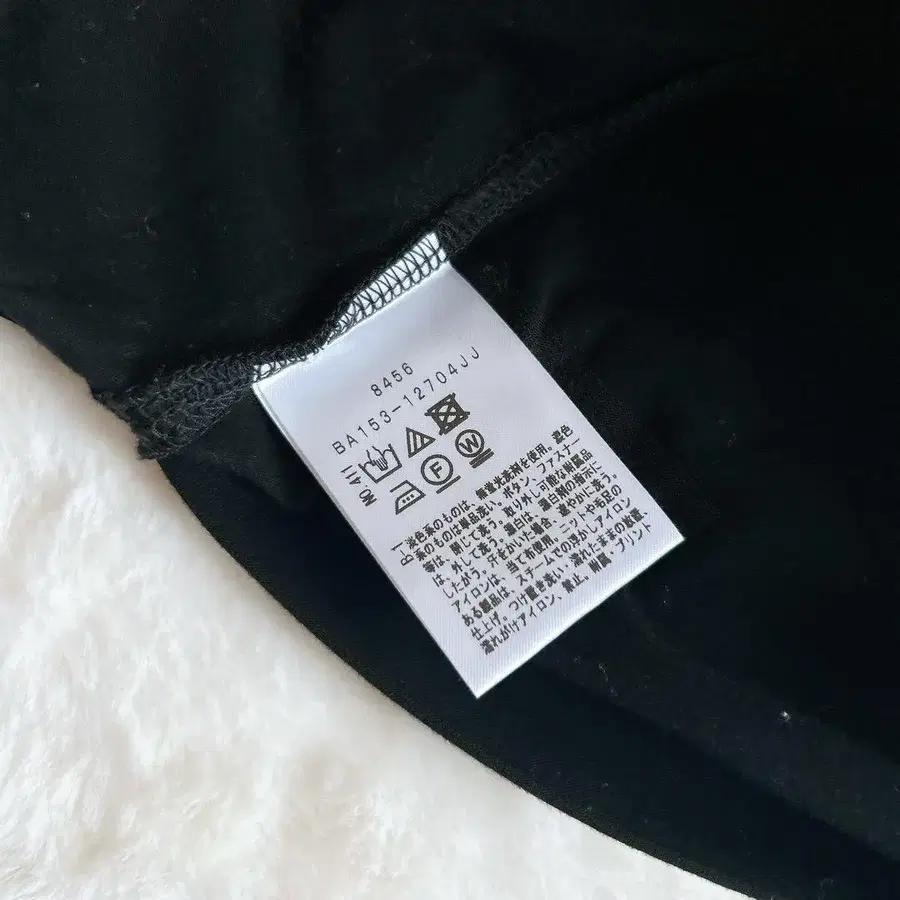 8456
BA153-12704JJ
NO.411
F W
B 淡色系のものは、無蛍光洗剤を使用。濃色
系のものは単品洗い。ボタン、ファスナー
等は、閉じて洗う。取り外し可能な付属品
は、外して洗う。漂白は、漂白剤の指示に
したがう。汗をかいた場合、速やかに洗う。
アイロンは、当て布使用。ニットや毛足の
ある製品は、スチームでの浮かしアイロン
仕上げ。つけ置き洗い、濡れたままの放置、
濡れがけアイロン、禁止。樹脂・プリント